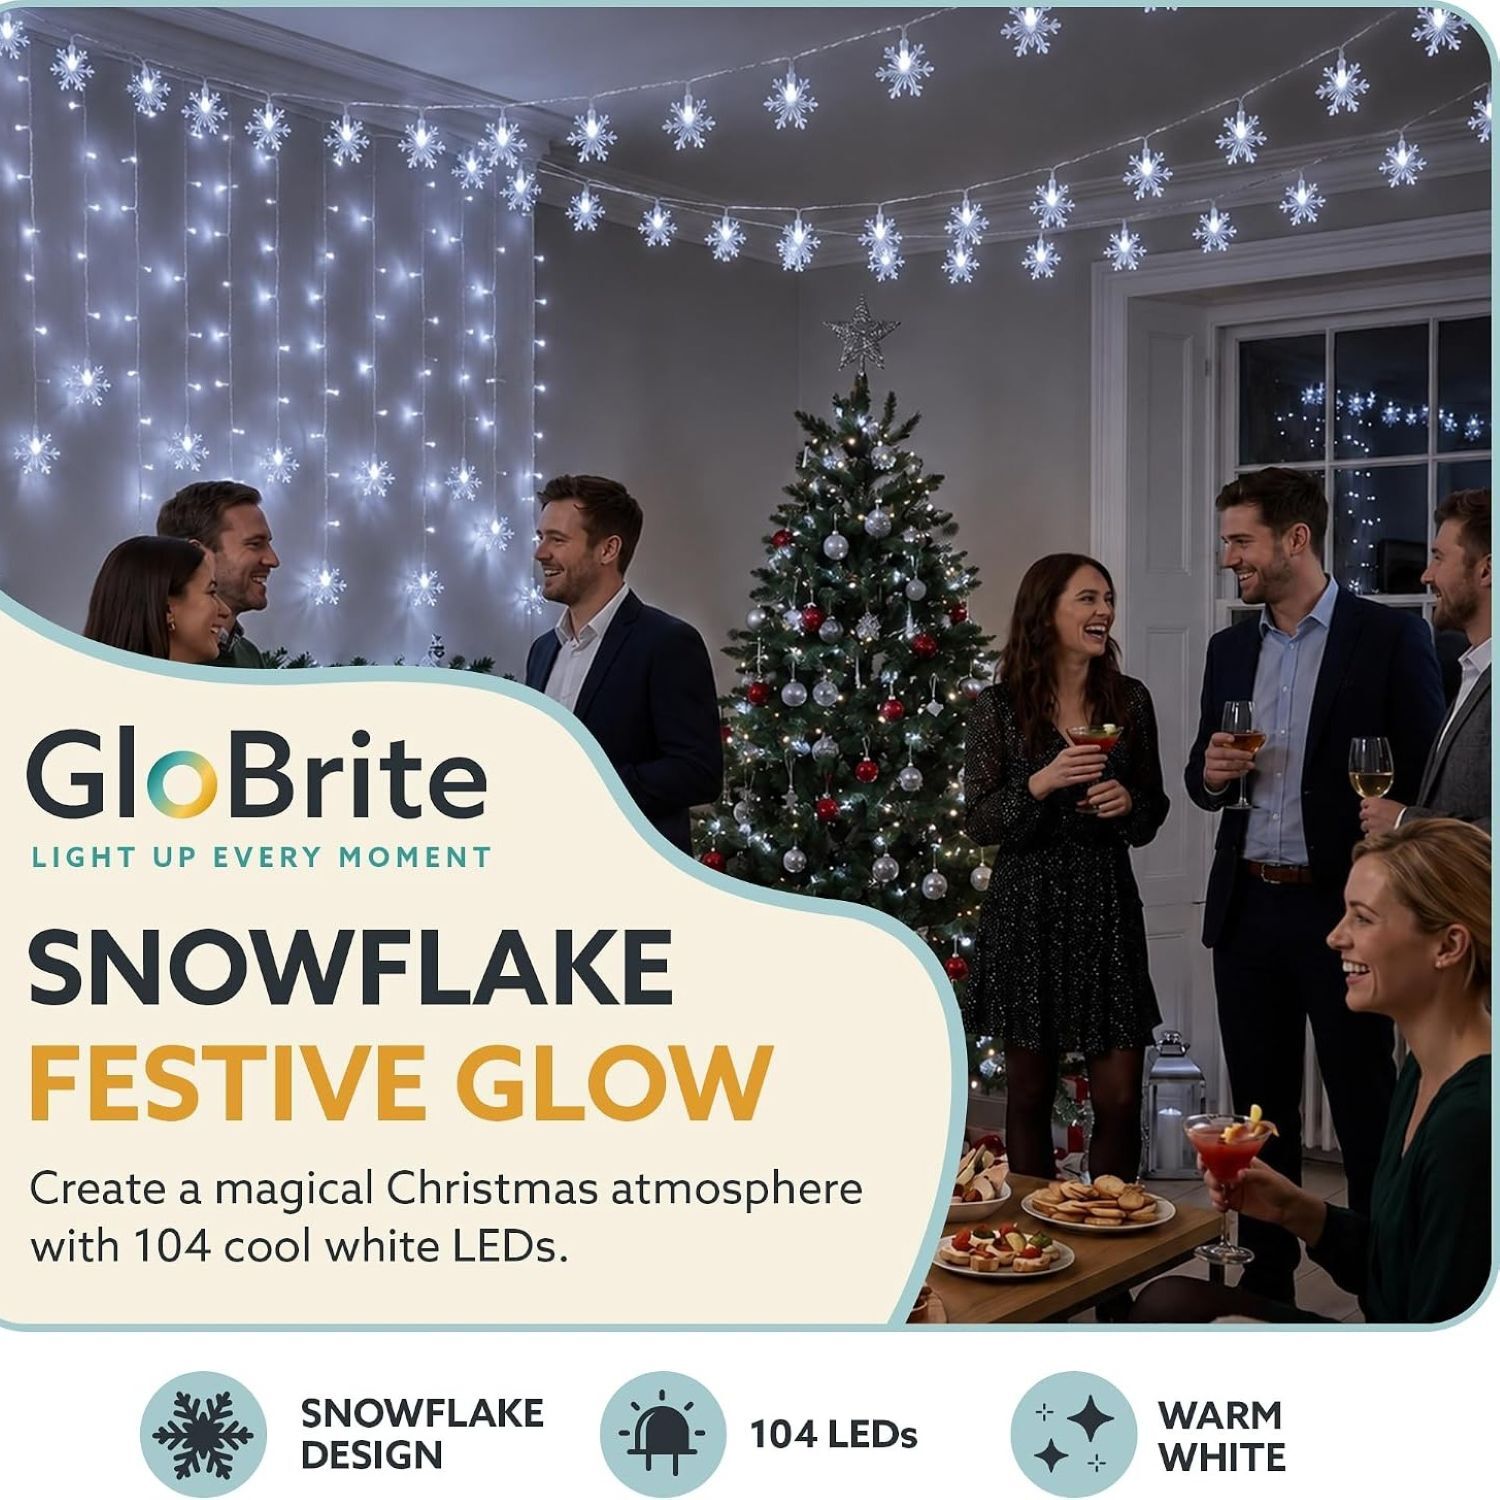 GloBrite
LIGHT UP EVERY MOMENT
SNOWFLAKE
FESTIVE GLOW
Create a magical Christmas atmosphere
with 104 cool white LEDs.
SNOWFLAKE
DESIGN
104 LEDs
WARM
WHITE